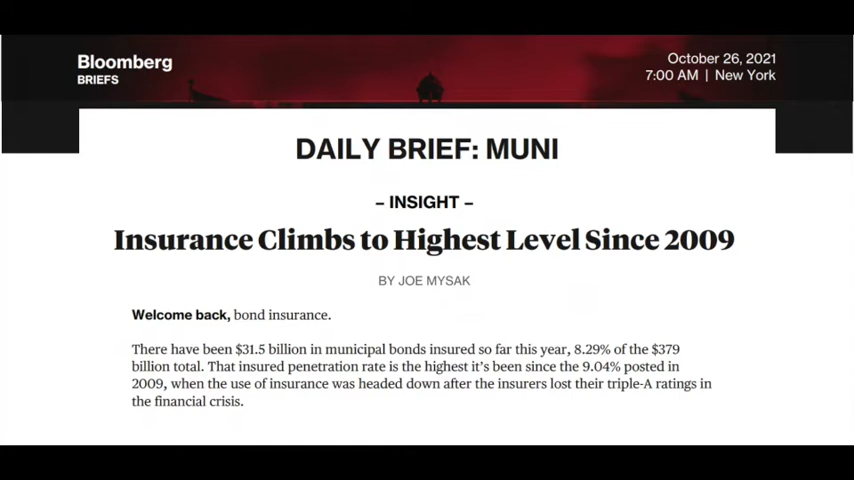 Bloomberg
BRIEFS
October 26, 2021
7:00 AM | New York
DAILY BRIEF: MUNI
– INSIGHT –
Insurance Climbs to Highest Level Since 2009
BY JOE MYSAK
Welcome back, bond insurance.
There have been $31.5 billion in municipal bonds insured so far this year, 8.29% of the $379
billion total. That insured penetration rate is the highest it’s been since the 9.04% posted in
2009, when the use of insurance was headed down after the insurers lost their triple-A ratings in
the financial crisis.